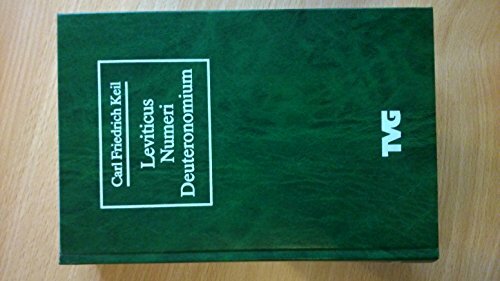 Carl Friedrich Keil
Leviticus
Numeri
Deuteronomium
TVG